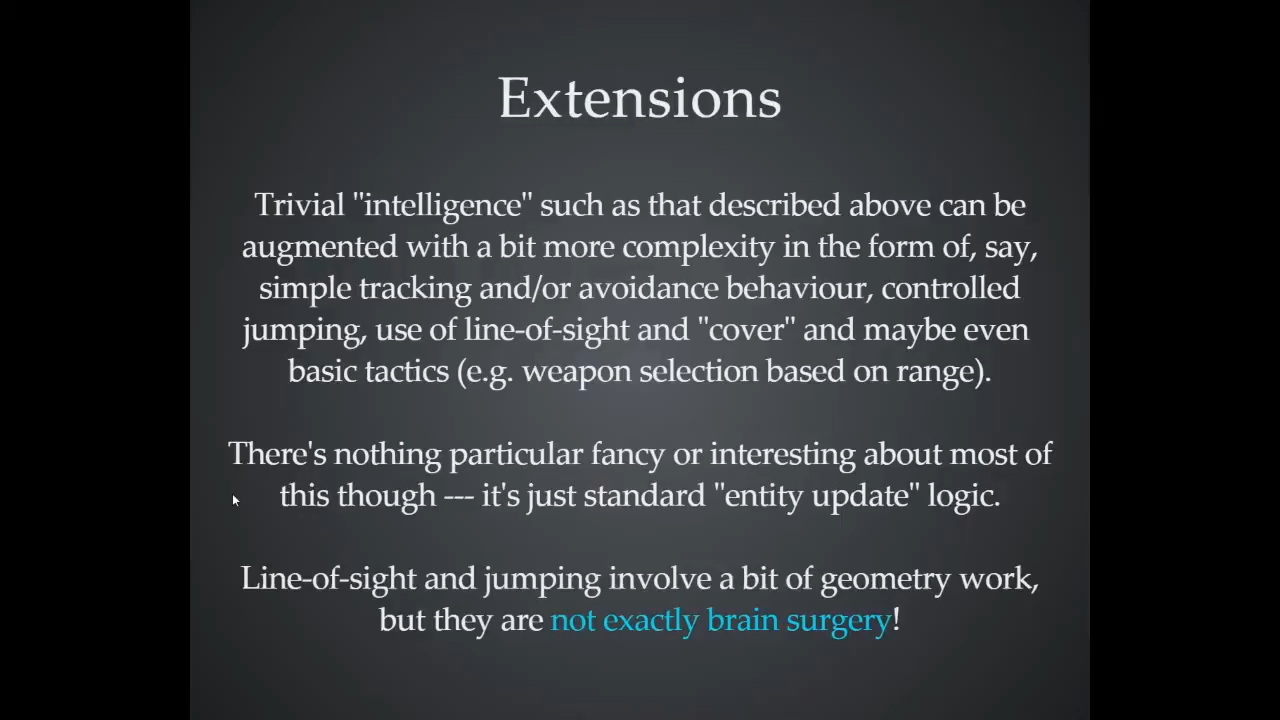 Extensions
Trivial "intelligence" such as that described above can be
augmented with a bit more complexity in the form of, say,
simple tracking and/or avoidance behaviour, controlled
jumping, use of line-of-sight and "cover" and maybe even
basic tactics (e.g. weapon selection based on range).
There's nothing particular fancy or interesting about most of
this though --- it's just standard "entity update" logic.
Line-of-sight and jumping involve a bit of geometry work,
but they are not exactly brain surgery!